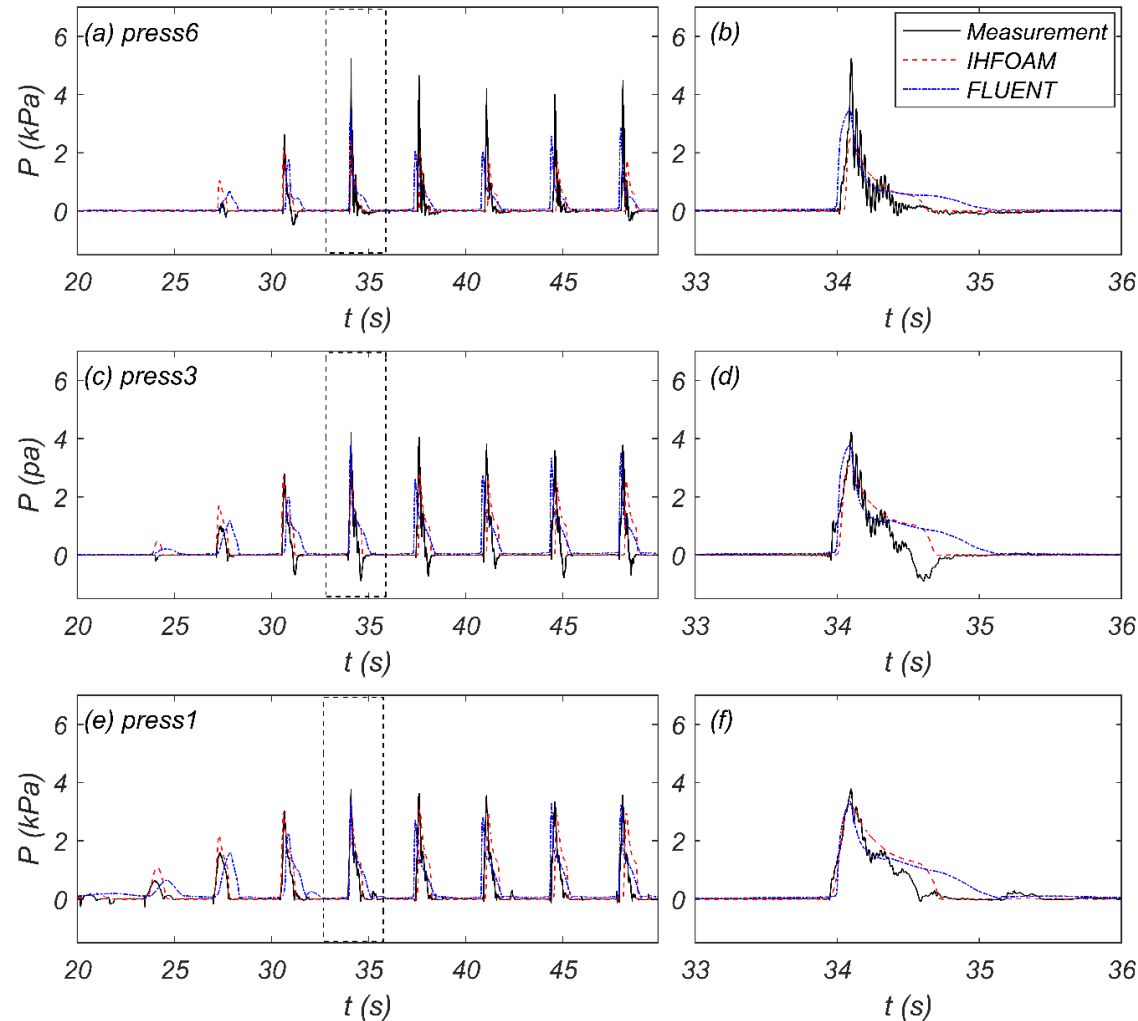 (a) press6
P (kPa)
6
4
2
0
20 25 30 35 40 45
t (s)
(b)
Measurement
IHFOAM
FLUENT
6
4
2
0
33 34 35 36
t (s)
(c) press3
P (pa)
6
4
2
0
20 25 30 35 40 45
t (s)
(d)
6
4
2
0
33 34 35 36
t (s)
(e) press1
P (kPa)
6
4
2
0
20 25 30 35 40 45
t (s)
(f)
6
4
2
0
33 34 35 36
t (s)